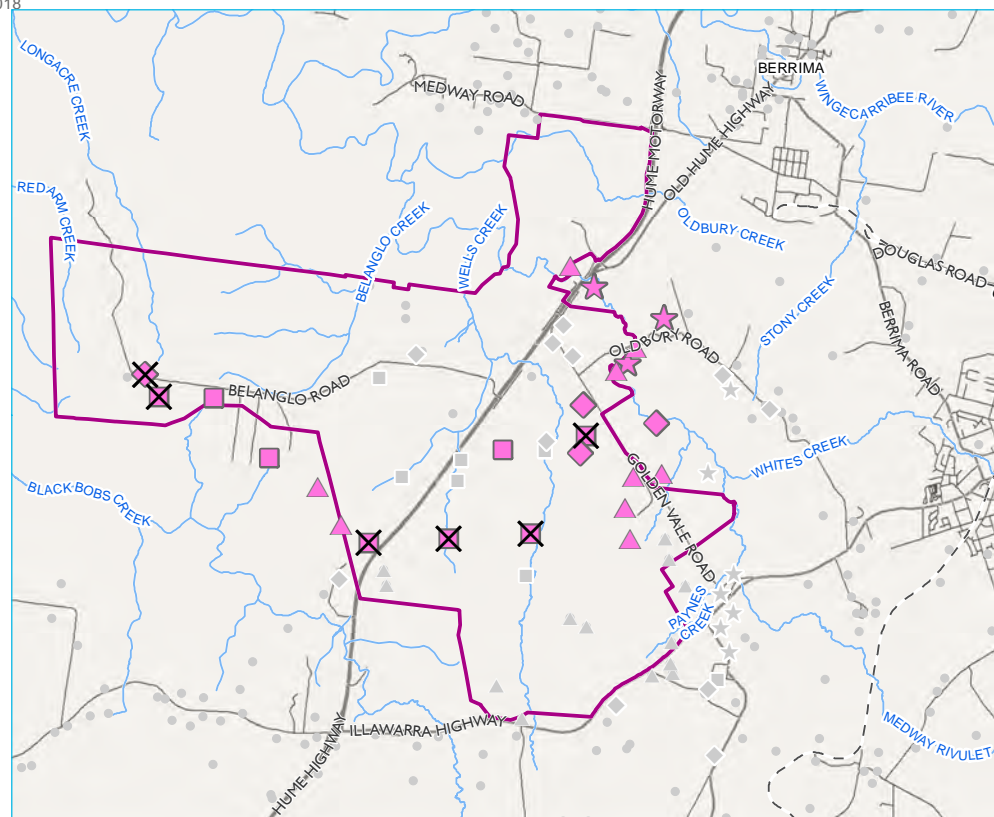 018
BERRIMA
LONGACRE CREEK
MEDWAY ROAD
WINGECARRIBEE RIVER
HUME MOTORWAY
OLD HUME HIGHWAY
RED ARM CREEK
BELANGLO CREEK
WELLS CREEK
OLDBURY CREEK
DOUGLAS ROAD
STONY CREEK
BERRIMA ROAD
OLDBURY ROAD
BELANGLO ROAD
WHITES CREEK
GOLDEN VALE ROAD
BLACK BOBS CREEK
PAYNES
CREEK
ILLAWARRA HIGHWAY
HUME HIGHWAY
MEDWAY RIVULET